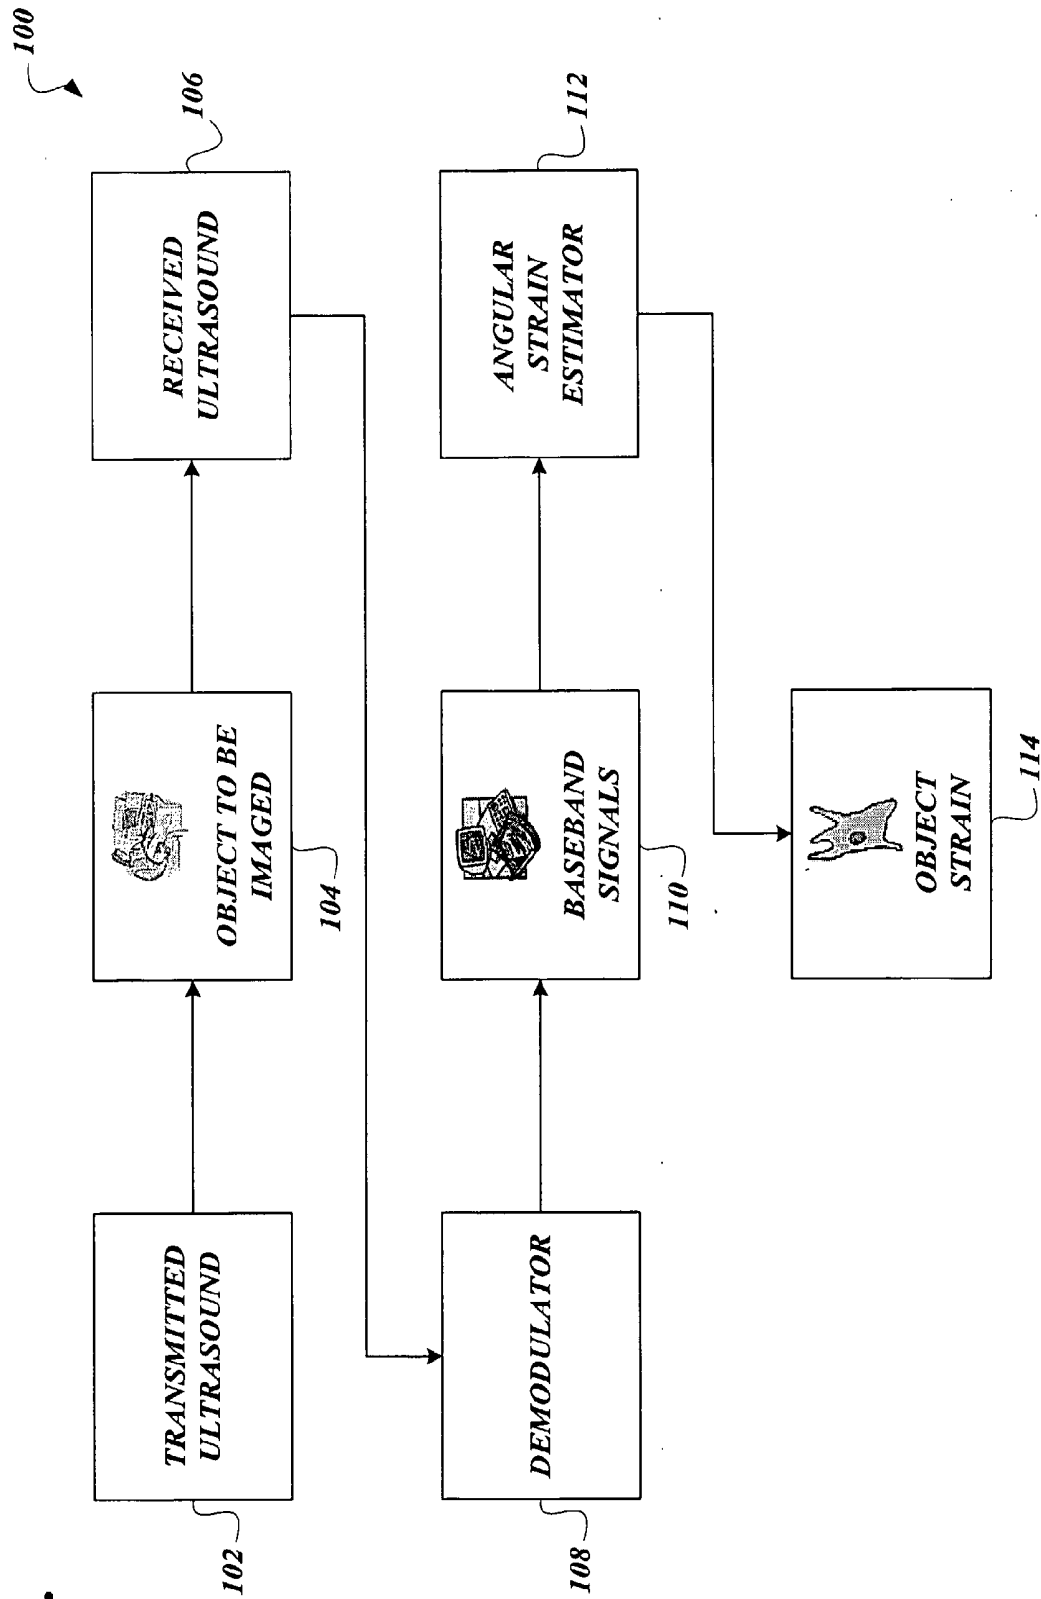 100
TRANSMITTED
ULTRASOUND
102
OBJECT TO BE
IMAGED
104
RECEIVED
ULTRASOUND
106
DEMODULATOR
108
BASEBAND
SIGNALS
110
ANGULAR
STRAIN
ESTIMATOR
112
OBJECT
STRAIN
114